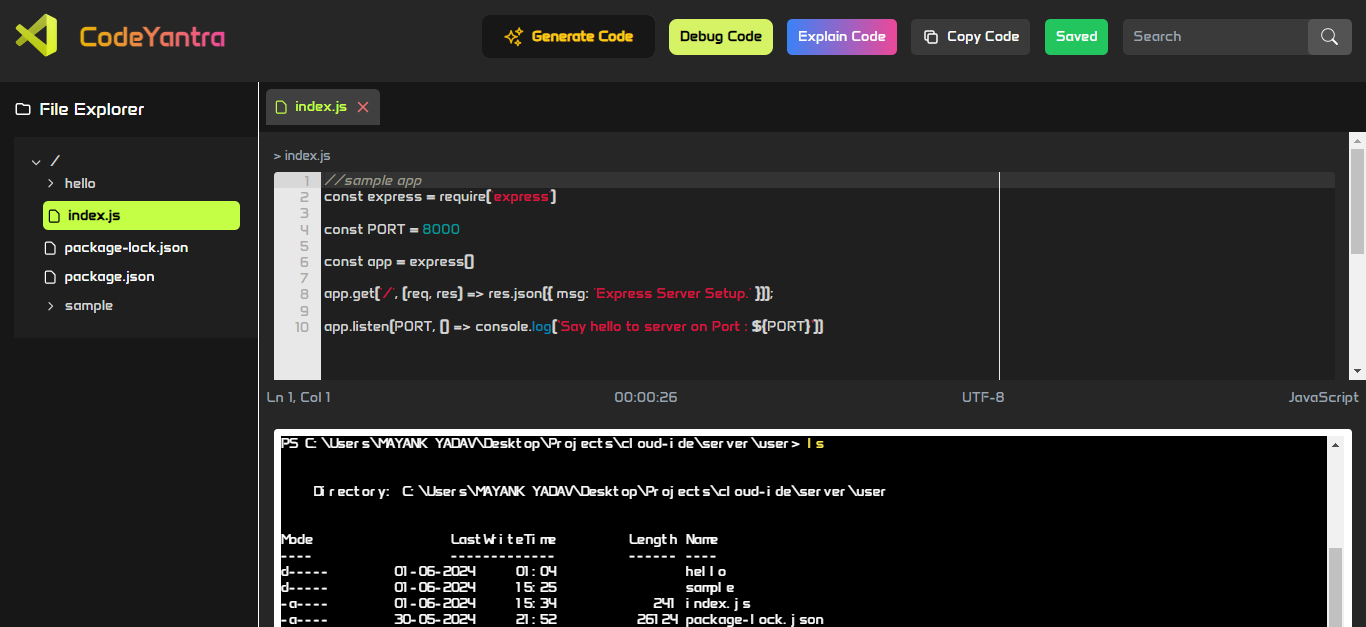 CodeYantra
Generate Code
Debug Code
Explain Code
Copy Code
Saved
Search
File Explorer
/
hello
index.js
package-lock.json
package.json
sample
index.js
> index.js
1 //sample app
2 const express = require('express')
3
4 const PORT = 8000
5
6 const app = express()
7
8 app.get('/', (req, res) => res.json({{ msg: 'Express Server Setup.' }}));
9
10 app.listen(PORT, () => console.log(`Say hello to server on Port : ${PORT}`))
Ln 1, Col 1
00:00:26
UTF-8
JavaScript
PS C:\Users\MAYANK YADAV\Desktop\Projects\cloud-ide\server\user> ls
Directory: C:\Users\MAYANK YADAV\Desktop\Projects\cloud-ide\server\user
Mode LastWriteTime Length Name
---- ------------- ------ ----
d----- 01-06-2024 01:04 hello
d----- 01-06-2024 15:25 sample
-a---- 01-06-2024 15:34 241 index.js
-a---- 30-05-2024 21:52 26124 package-lock.json